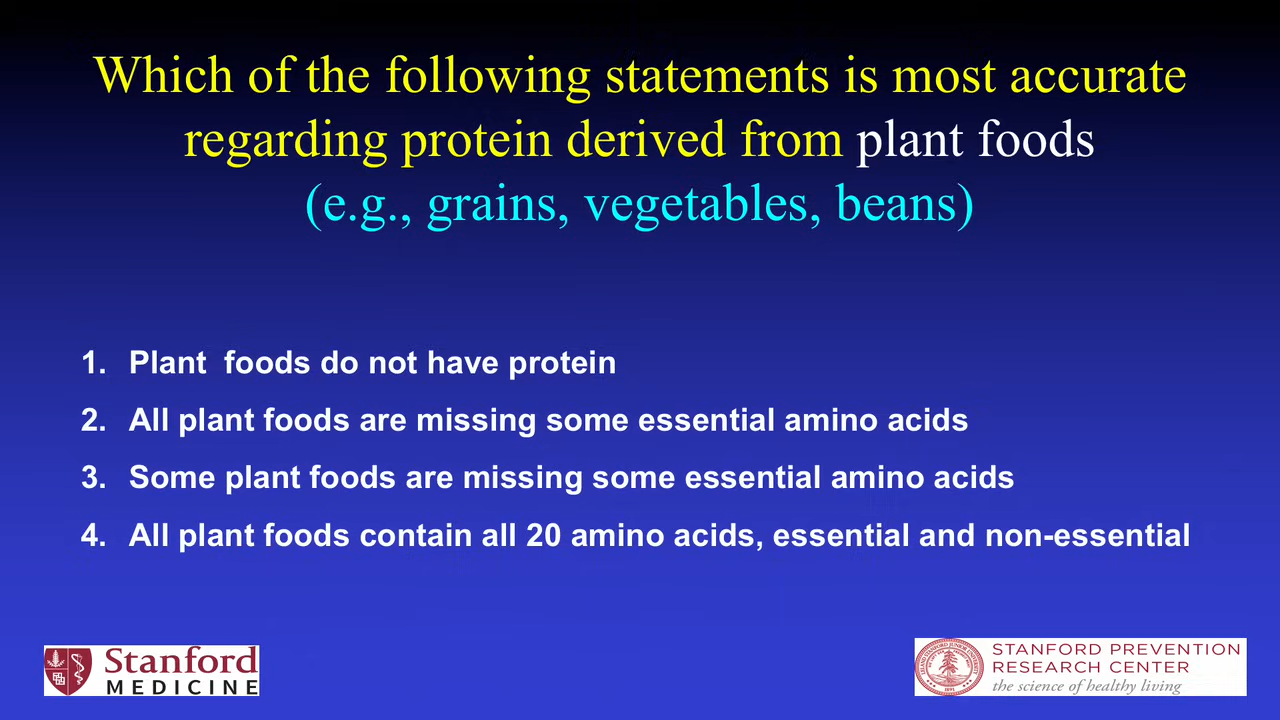 Which of the following statements is most accurate
regarding protein derived from plant foods
(e.g., grains, vegetables, beans)
1. Plant foods do not have protein
2. All plant foods are missing some essential amino acids
3. Some plant foods are missing some essential amino acids
4. All plant foods contain all 20 amino acids, essential and non-essential
Stanford
MEDICINE
STANFORD PREVENTION
RESEARCH CENTER
the science of healthy living